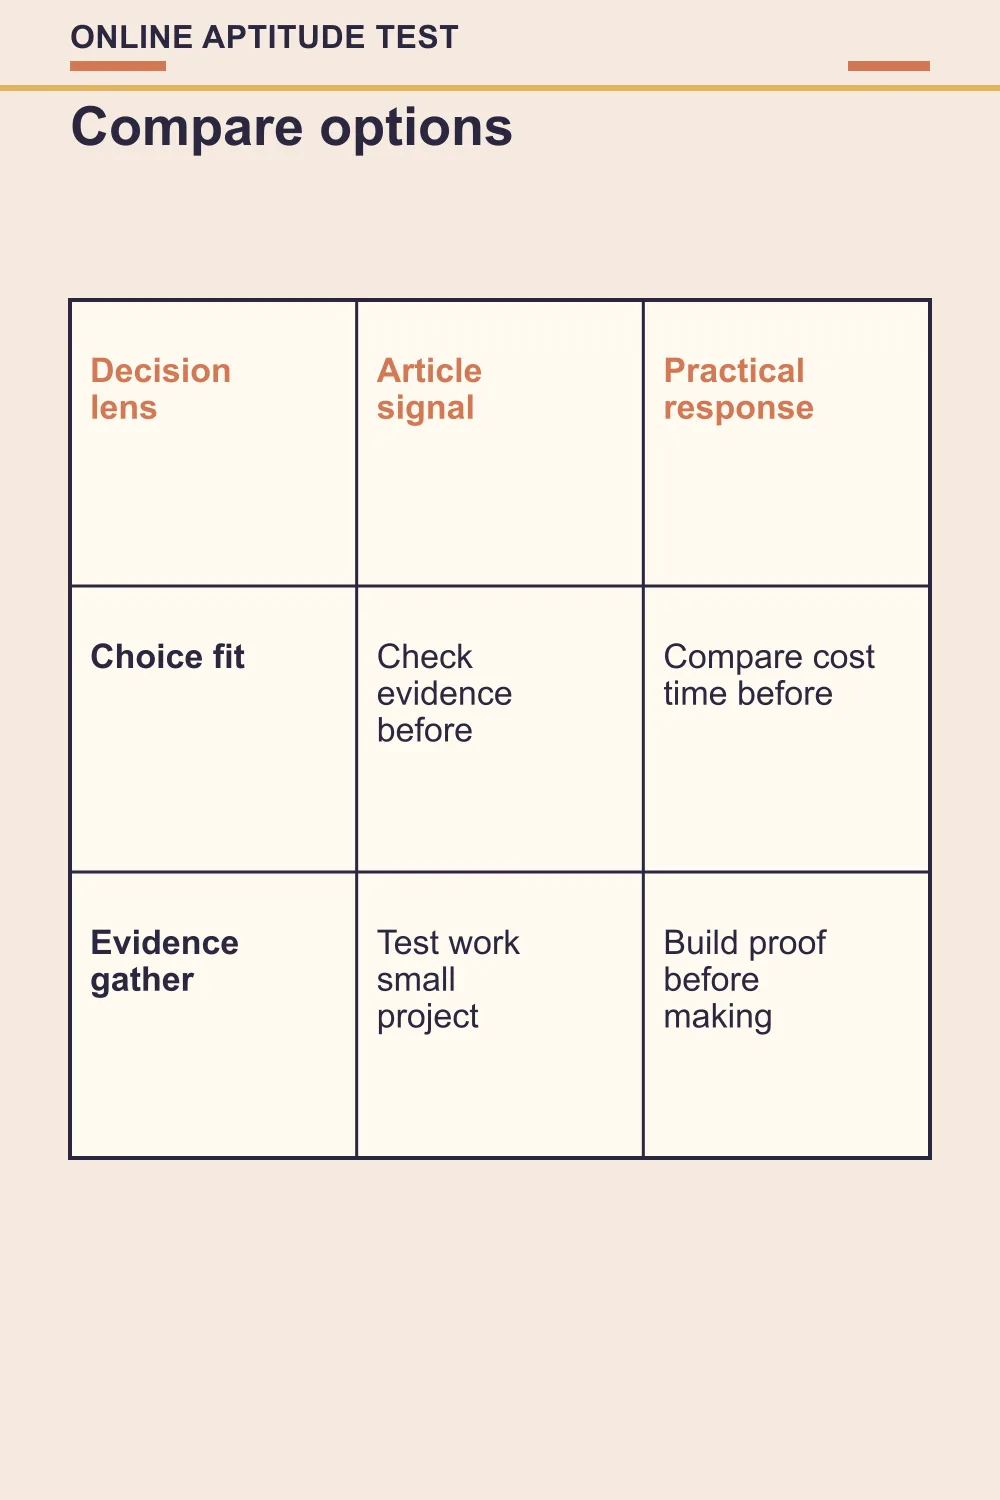 ONLINE APTITUDE TEST
Compare options
Decision
lens
Article
signal
Practical
response
Choice fit
Check
evidence
before
Compare cost
time before
Evidence
gather
Test work
small
project
Build proof
before
making